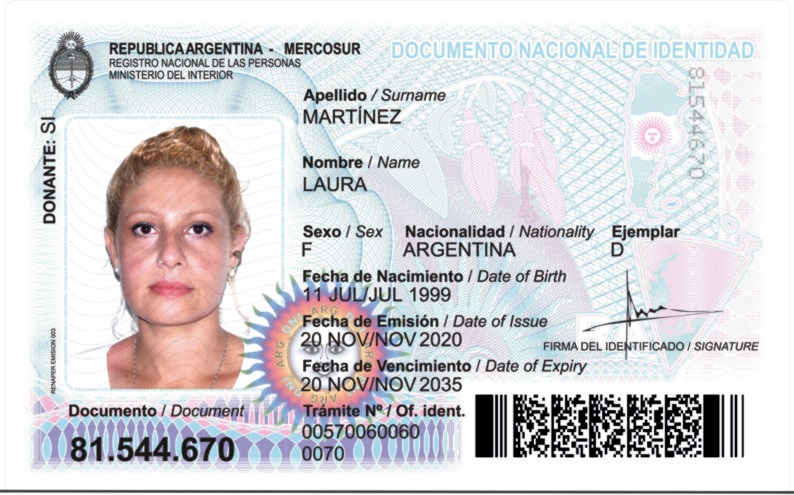 REPUBLICA ARGENTINA - MERCOSUR
REGISTRO NACIONAL DE LAS PERSONAS
MINISTERIO DEL INTERIOR
DOCUMENTO NACIONAL DE IDENTIDAD
81544670
DONANTE: SI
Apellido / Surname
MARTÍNEZ
Nombre / Name
LAURA
Sexo / Sex Nacionalidad / Nationality Ejemplar
F ARGENTINA D
Fecha de Nacimiento / Date of Birth
11 JUL/JUL 1999
Fecha de Emisión / Date of Issue
20 NOV/NOV 2020
FIRMA DEL IDENTIFICADO / SIGNATURE
Fecha de Vencimiento / Date of Expiry
20 NOV/NOV 2035
RENAPER EMISION 003
Documento / Document
81.544.670
Trámite Nº / Of. ident.
00570060060
0070
ARG
ARG
ARG